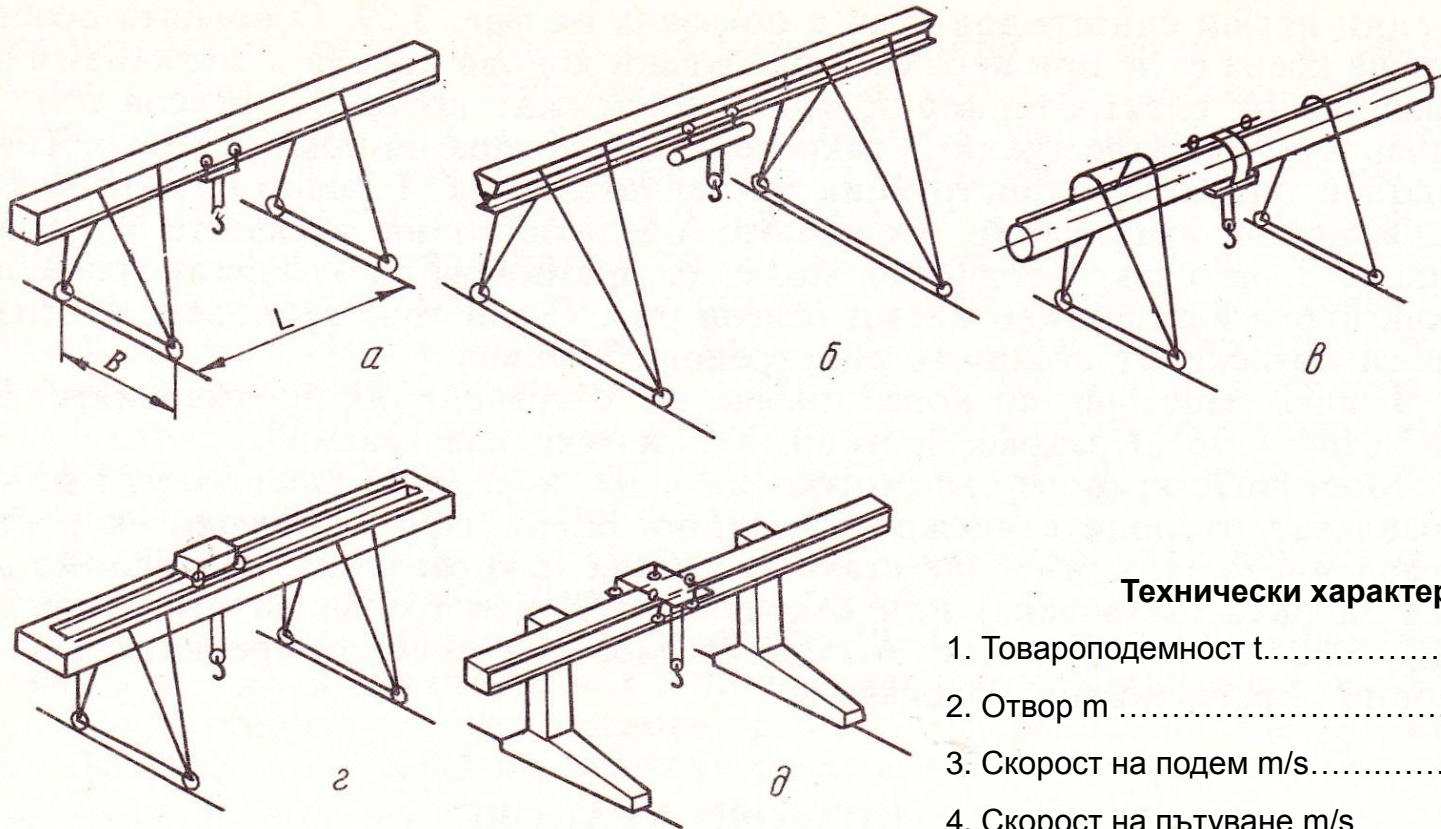 L
B
а
б
в
г
д
Технически характер
1. Товароподемност t………………
2. Отвор m ……………………………
3. Скорост на подем m/s……………
4. Скорост на пътуване m/s